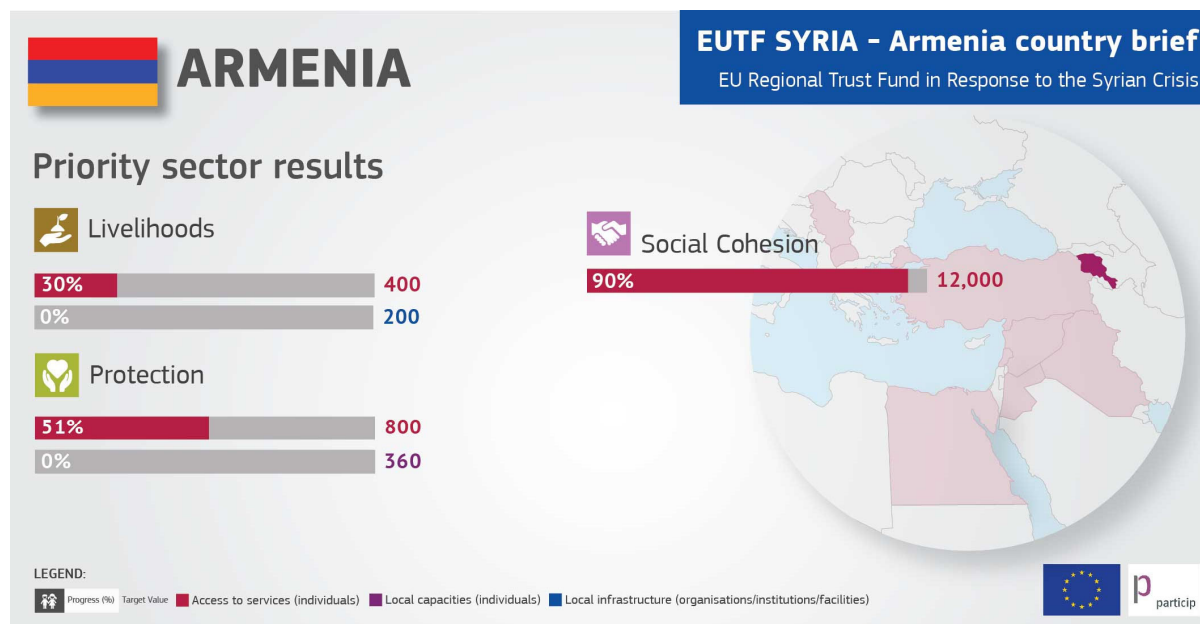 ARMENIA
EUTF SYRIA - Armenia country brief
EU Regional Trust Fund in Response to the Syrian Crisis
Priority sector results
Livelihoods
30% 400
0% 200
Protection
51% 800
0% 360
Social Cohesion
90% 12,000
LEGEND:
Progress (%) Target Value Access to services (individuals) Local capacities (individuals) Local infrastructure (organisations/institutions/facilities)
p
particip